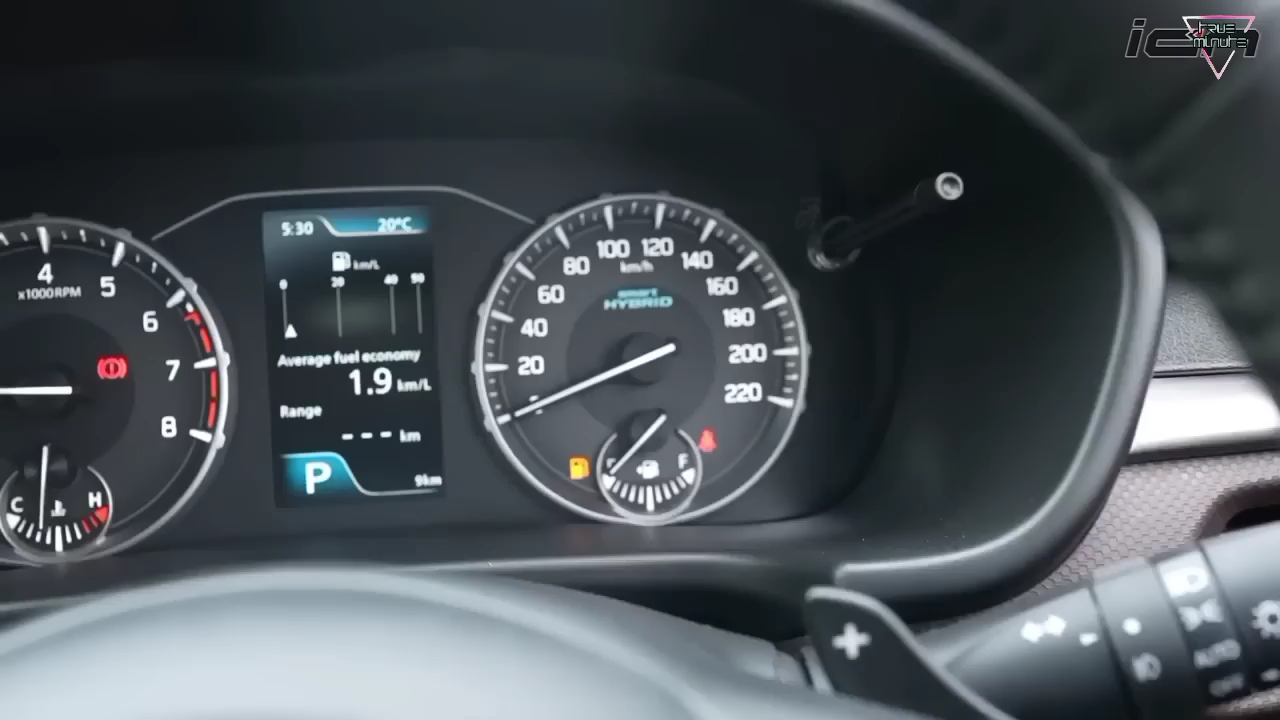 true
minute
5:30 20°C
km/L
0 20 40 50
Average fuel economy
1.9 km/L
Range
--- km
P
9km
4
5
6
7
8
x1000RPM
C H
20
40
60
80
100
120
140
160
180
200
220
km/h
smart
HYBRID
F
+
AUTO
OFF